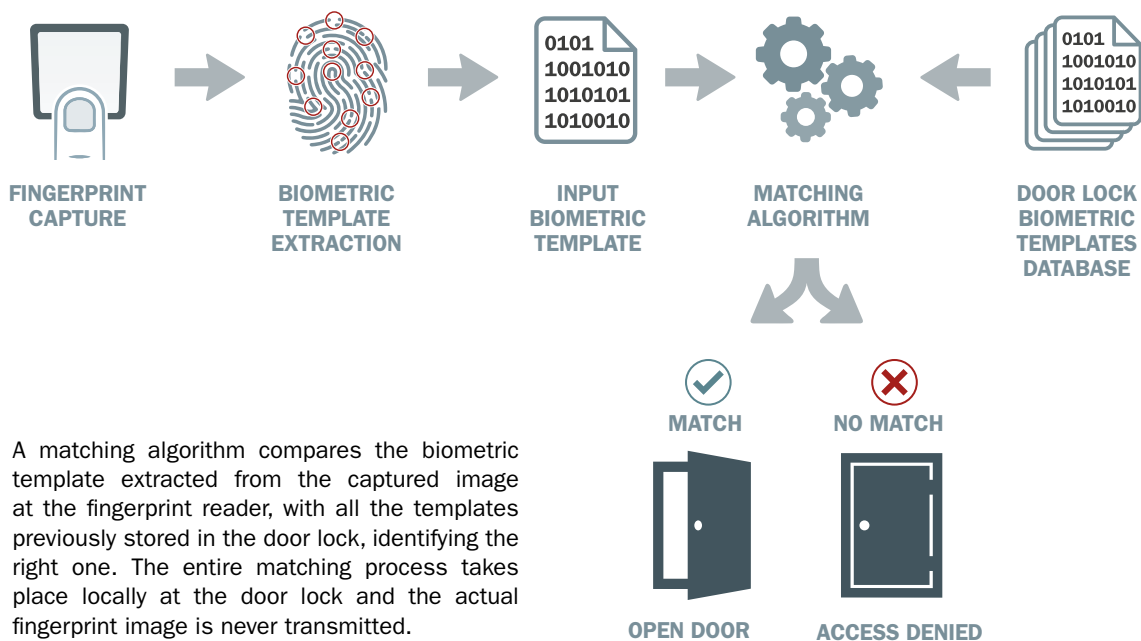 0101
1001010
1010101
1010010
0101
1001010
1010101
1010010
FINGERPRINT
CAPTURE
BIOMETRIC
TEMPLATE
EXTRACTION
INPUT
BIOMETRIC
TEMPLATE
MATCHING
ALGORITHM
DOOR LOCK
BIOMETRIC
TEMPLATES
DATABASE
MATCH
NO MATCH
A matching algorithm compares the biometric
template extracted from the captured image
at the fingerprint reader, with all the templates
previously stored in the door lock, identifying the
right one. The entire matching process takes
place locally at the door lock and the actual
fingerprint image is never transmitted.
OPEN DOOR
ACCESS DENIED